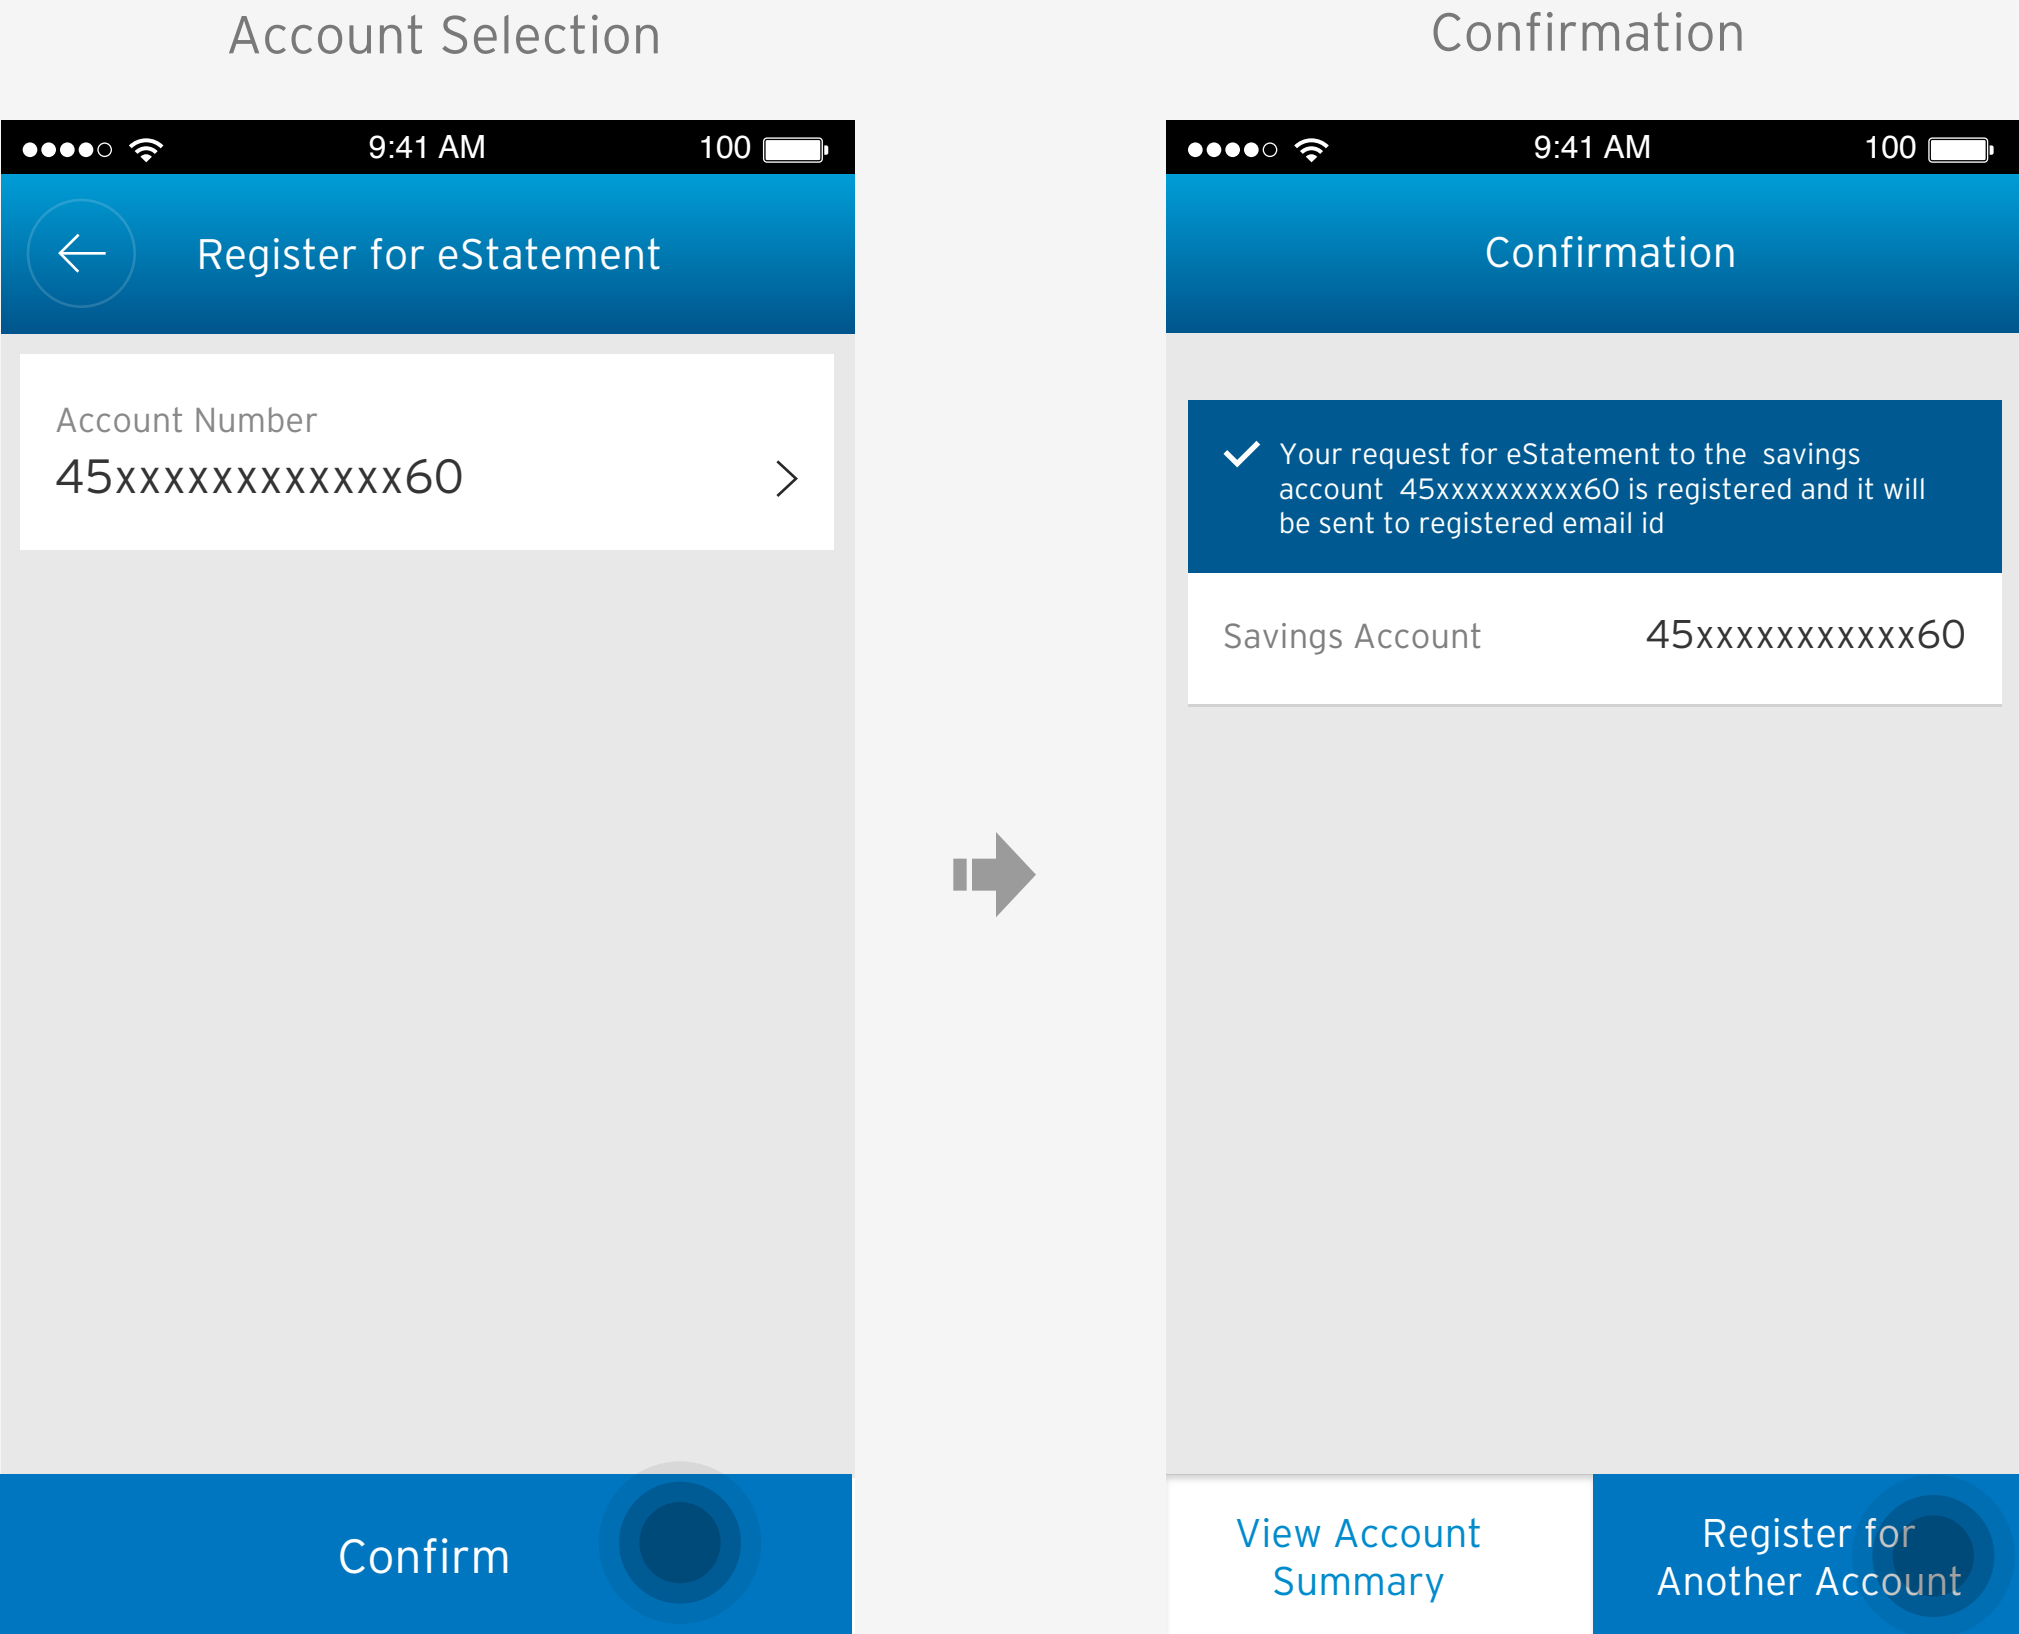 Account Selection
9:41 AM
100
Register for eStatement
Account Number
45xxxxxxxxxxxx60
Confirm
Confirmation
9:41 AM
100
Confirmation
Your request for eStatement to the savings
account 45xxxxxxxxxx60 is registered and it will
be sent to registered email id
Savings Account
45xxxxxxxxxxx60
View Account
Summary
Register for
Another Account